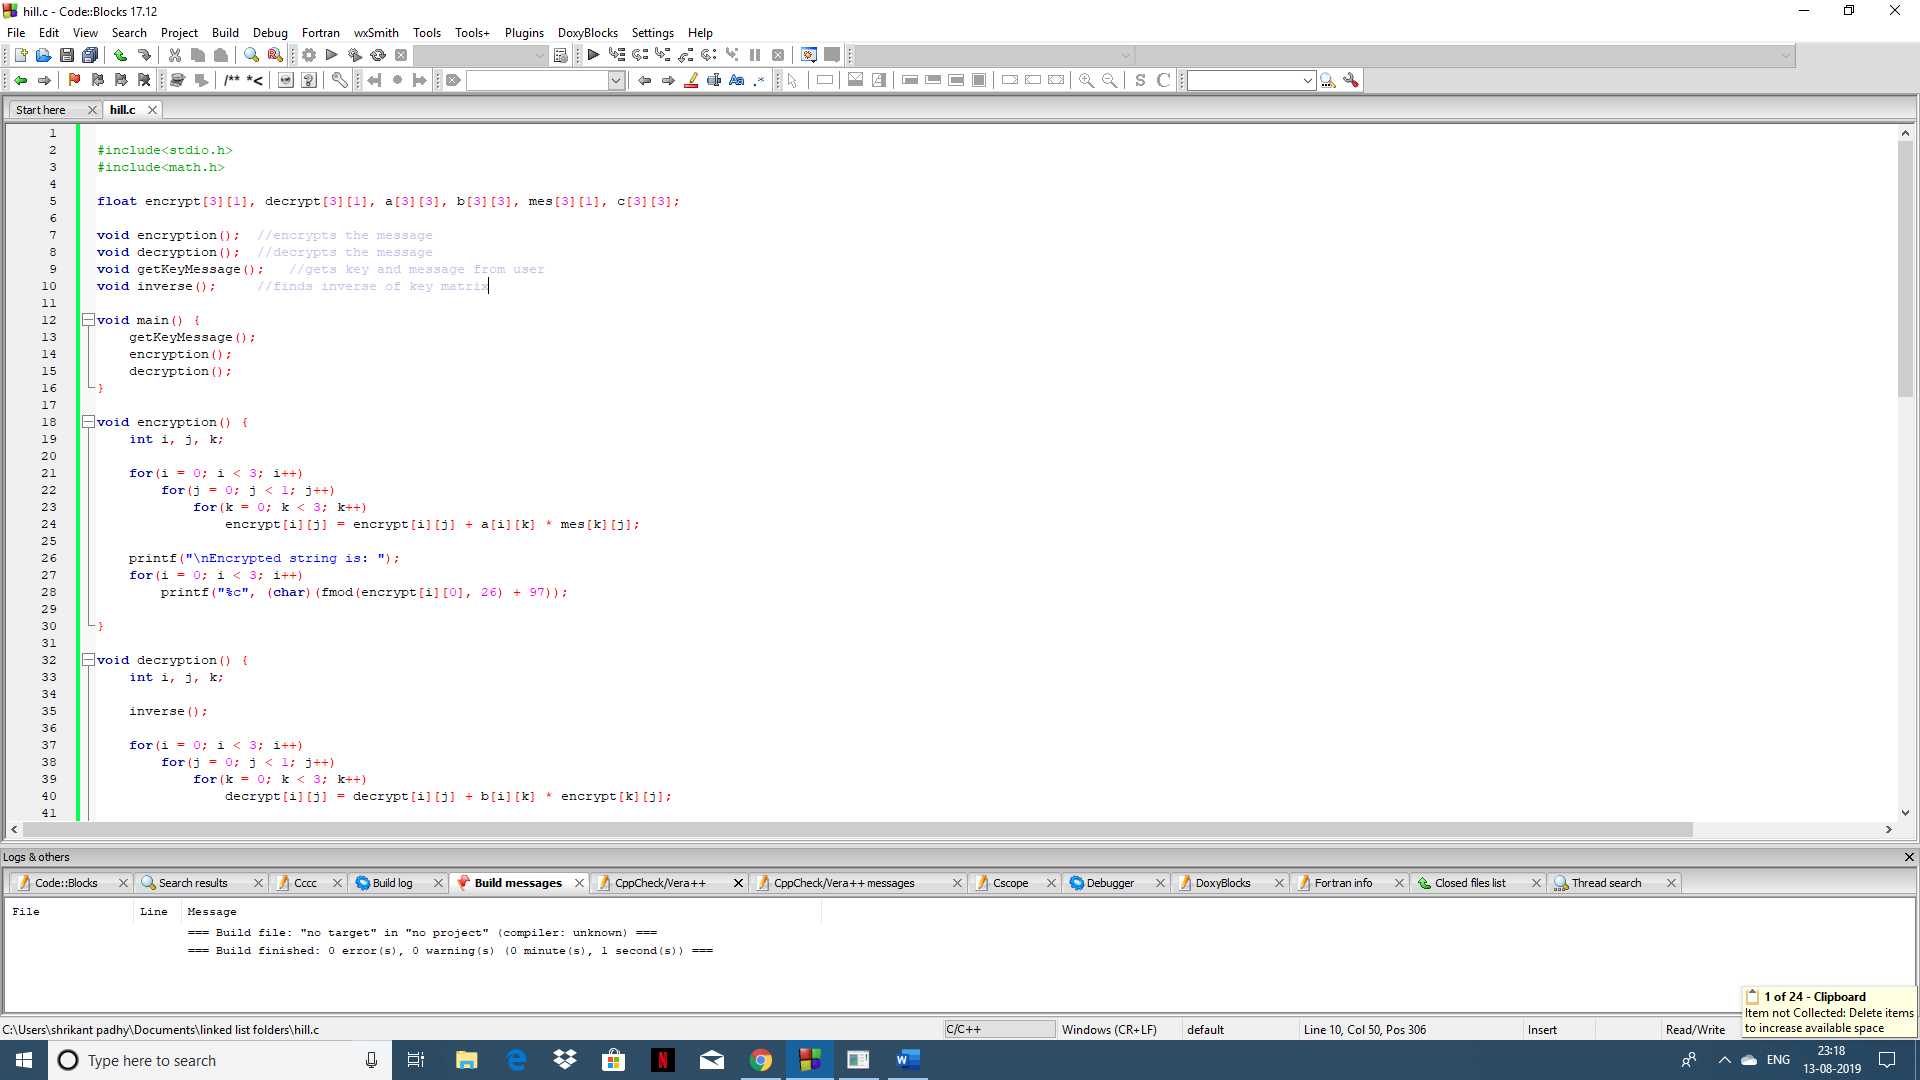 hill.c - Code::Blocks 17.12
File Edit View Search Project Build Debug Fortran wxSmith Tools Tools+ Plugins DoxyBlocks Settings Help
/** *<
Start here hill.c
1
2 #include<stdio.h>
3 #include<math.h>
4
5 float encrypt[3][1], decrypt[3][1], a[3][3], b[3][3], mes[3][1], c[3][3];
6
7 void encryption(); //encrypts the message
8 void decryption(); //decrypts the message
9 void getKeyMessage(); //gets key and message from user
10 void inverse(); //finds inverse of key matrix
11
12 void main() {
13 getKeyMessage();
14 encryption();
15 decryption();
16 }
17
18 void encryption() {
19 int i, j, k;
20
21 for(i = 0; i < 3; i++)
22 for(j = 0; j < 1; j++)
23 for(k = 0; k < 3; k++)
24 encrypt[i][j] = encrypt[i][j] + a[i][k] * mes[k][j];
25
26 printf("\nEncrypted string is: ");
27 for(i = 0; i < 3; i++)
28 printf("%c", (char)(fmod(encrypt[i][0], 26) + 97));
29
30 }
31
32 void decryption() {
33 int i, j, k;
34
35 inverse();
36
37 for(i = 0; i < 3; i++)
38 for(j = 0; j < 1; j++)
39 for(k = 0; k < 3; k++)
40 decrypt[i][j] = decrypt[i][j] + b[i][k] * encrypt[k][j];
41
Logs & others
Code::Blocks Search results Cccc Build log Build messages CppCheck/Vera++ CppCheck/Vera++ messages Cscope Debugger DoxyBlocks Fortran info Closed files list Thread search
File Line Message
=== Build file: "no target" in "no project" (compiler: unknown) ===
=== Build finished: 0 error(s), 0 warning(s) (0 minute(s), 1 second(s)) ===
1 of 24 - Clipboard
Item not Collected: Delete items
to increase available space
C:\Users\shrikant padhy\Documents\linked list folders\hill.c C/C++ Windows (CR+LF) default Line 10, Col 50, Pos 306 Insert Read/Write
Type here to search
ENG
23:18
13-08-2019